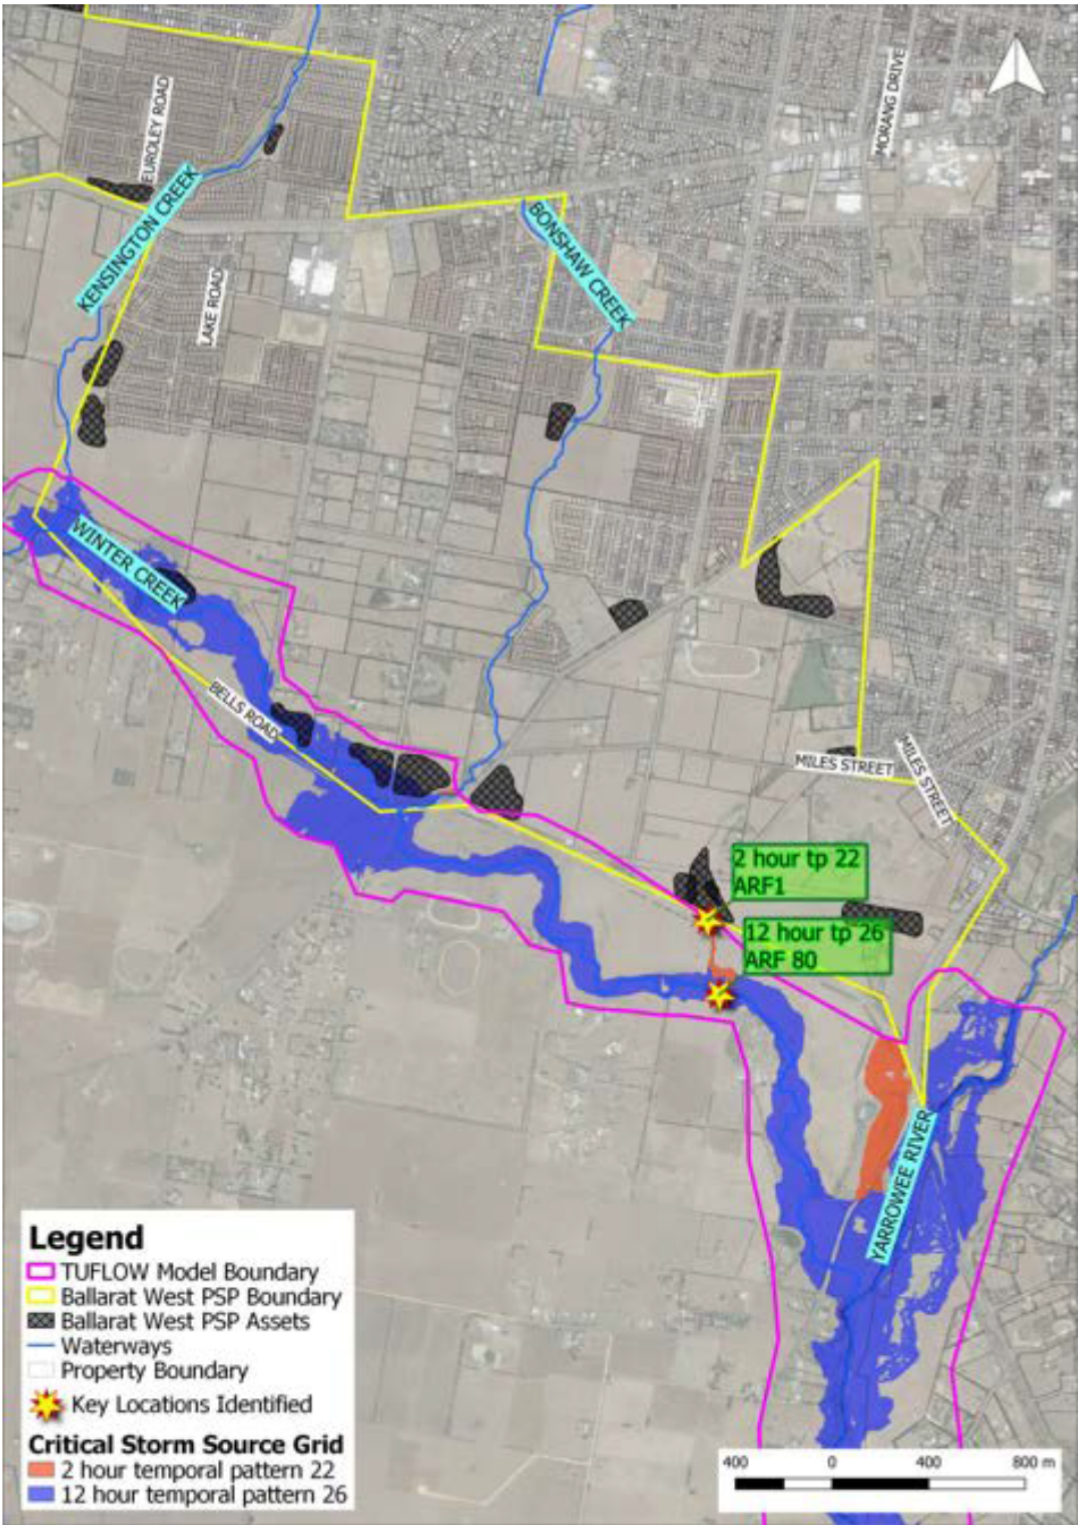 EUROLEY ROAD
MORANG DRIVE
KENSINGTON CREEK
BONSHAW CREEK
LAKE ROAD
WINTER CREEK
BELLS ROAD
MILES STREET
MILES STREET
2 hour tp 22
ARF1
12 hour tp 26
ARF 80
YARROWEE RIVER
Legend
TUFLOW Model Boundary
Ballarat West PSP Boundary
Ballarat West PSP Assets
Waterways
Property Boundary
Key Locations Identified
Critical Storm Source Grid
2 hour temporal pattern 22
12 hour temporal pattern 26
400 0 400 800 m